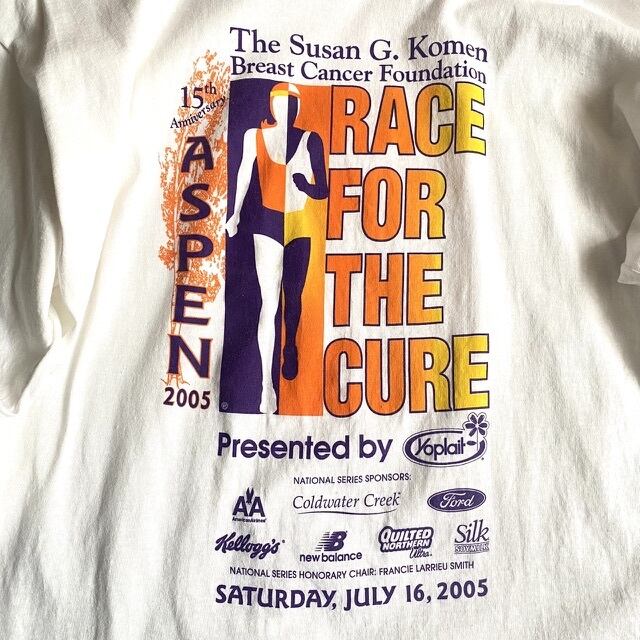 The Susan G. Komen
Breast Cancer Foundation
15th
Anniversary
ASPEN
2005
RACE
FOR
THE
CURE
Presented by Yoplait
NATIONAL SERIES SPONSORS:
AA
AmericanAirlines
Coldwater Creek
Ford
Kellogg's
new balance
QUILTED
NORTHERN
Ultra
Silk
SOYMILK
NATIONAL SERIES HONORARY CHAIR: FRANCIE LARRIEU SMITH
SATURDAY, JULY 16, 2005